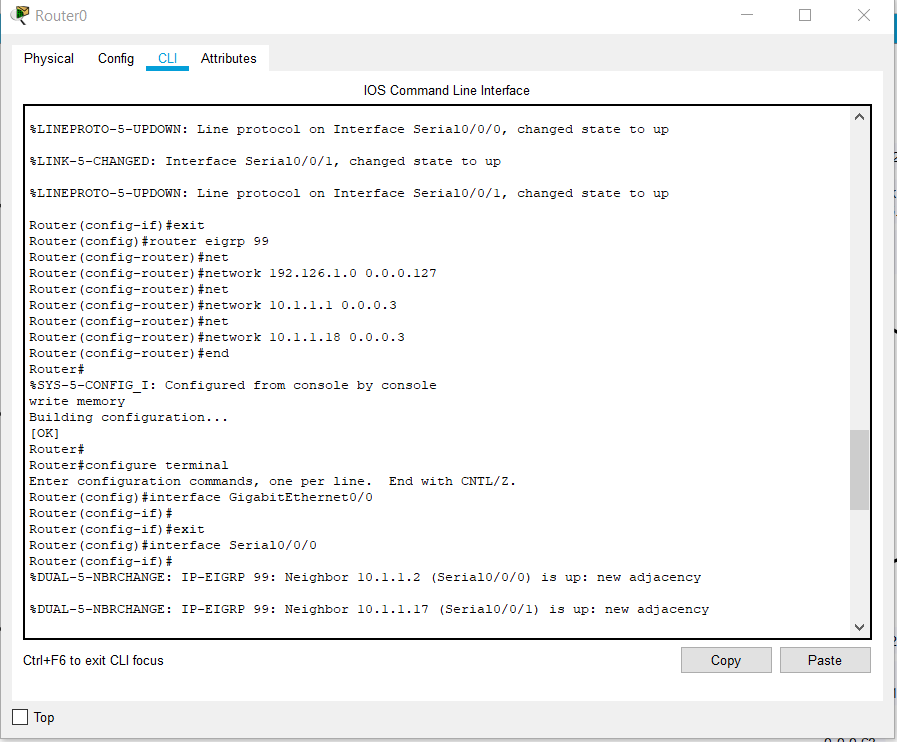 Router0
Physical Config CLI Attributes
IOS Command Line Interface
%LINEPROTO-5-UPDOWN: Line protocol on Interface Serial0/0/0, changed state to up
%LINK-5-CHANGED: Interface Serial0/0/1, changed state to up
%LINEPROTO-5-UPDOWN: Line protocol on Interface Serial0/0/1, changed state to up
Router(config-if)#exit
Router(config)#router eigrp 99
Router(config-router)#net
Router(config-router)#network 192.126.1.0 0.0.0.127
Router(config-router)#net
Router(config-router)#network 10.1.1.1 0.0.0.3
Router(config-router)#net
Router(config-router)#network 10.1.1.18 0.0.0.3
Router(config-router)#end
Router#
%SYS-5-CONFIG_I: Configured from console by console
write memory
Building configuration...
[OK]
Router#
Router#configure terminal
Enter configuration commands, one per line.  End with CNTL/Z.
Router(config)#interface GigabitEthernet0/0
Router(config-if)#
Router(config-if)#exit
Router(config)#interface Serial0/0/0
Router(config-if)#
%DUAL-5-NBRCHANGE: IP-EIGRP 99: Neighbor 10.1.1.2 (Serial0/0/0) is up: new adjacency
%DUAL-5-NBRCHANGE: IP-EIGRP 99: Neighbor 10.1.1.17 (Serial0/0/1) is up: new adjacency
Ctrl+F6 to exit CLI focus
Copy Paste
Top